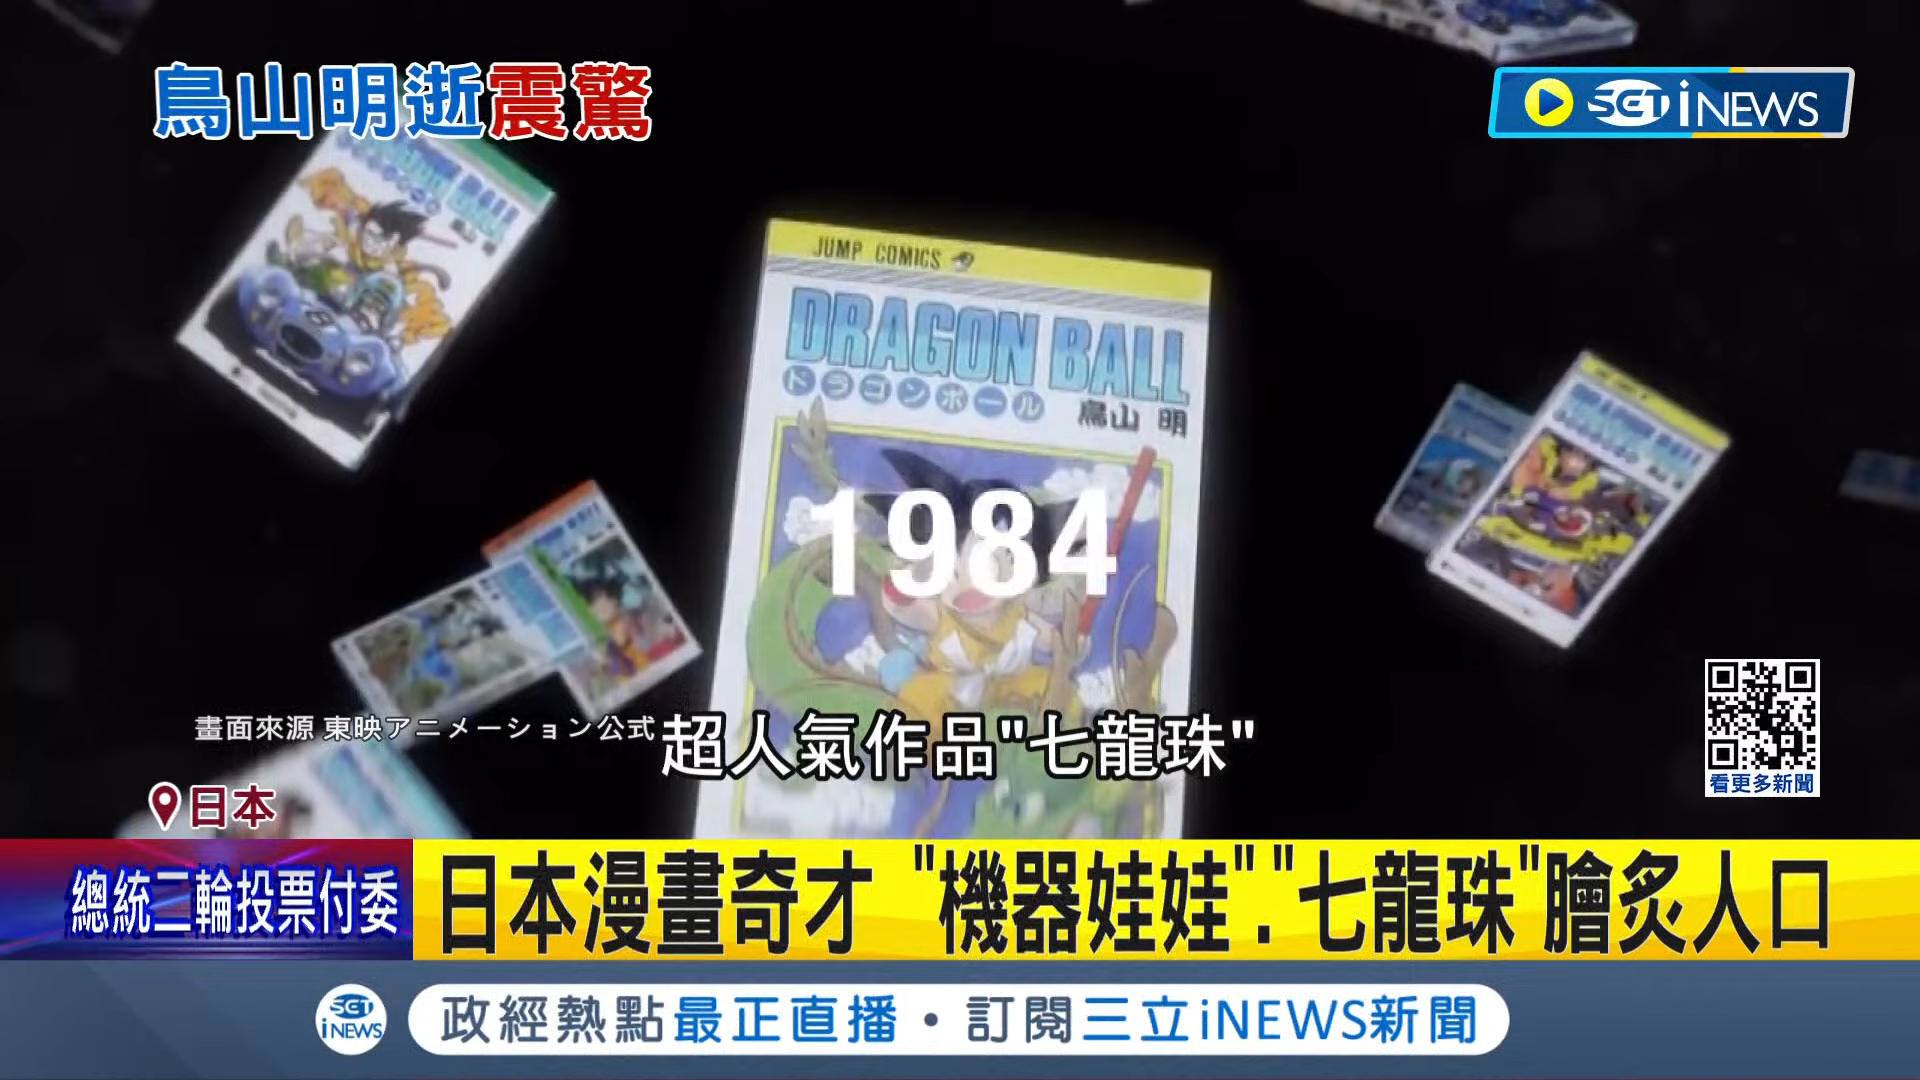 鳥山明逝震驚
SETiNEWS
JUMP COMICS
DRAGON BALL
ドラゴンボール
鳥山 明
1984
畫面來源 東映アニメーション公式
超人氣作品"七龍珠"
看更多新聞
日本
總統二輪投票付委
日本漫畫奇才 "機器娃娃"."七龍珠"膾炙人口
SET iNEWS
政經熱點最正直播・訂閱三立iNEWS新聞